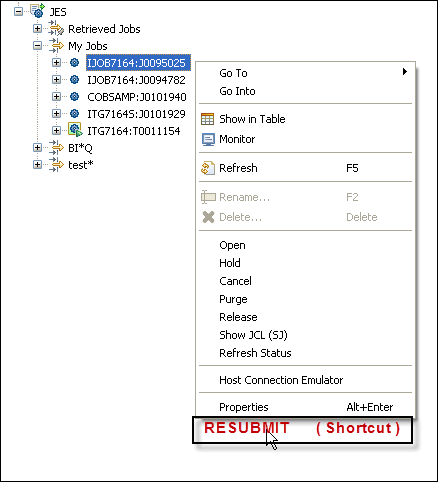 JES
Retrieved Jobs
My Jobs
IJOB7164:J0095025
IJOB7164:J0094782
COBSAMP:J0101940
ITG7164S:J0101929
ITG7164:T0011154
BI*Q
test*
Go To
Go Into
Show in Table
Monitor
Refresh F5
Rename... F2
Delete... Delete
Open
Hold
Cancel
Purge
Release
Show JCL (SJ)
Refresh Status
Host Connection Emulator
Properties Alt+Enter
RESUBMIT ( Shortcut )